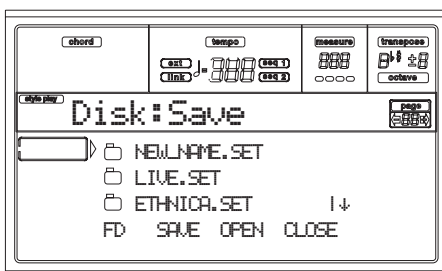 chord tempo measure transpose
ext link seq 1 seq 2
octave
style play
Disk:Save
page
NEW_NAME.SET
LIVE.SET
ETHNICA.SET
FD SAVE OPEN CLOSE